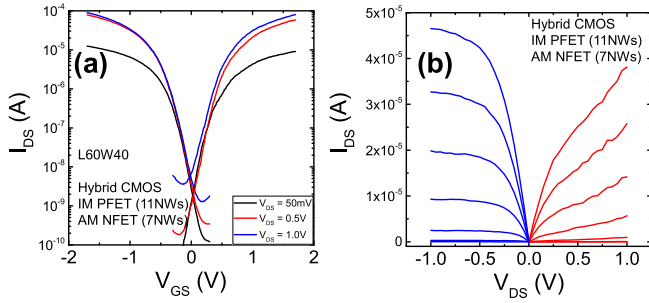 (a)
10^-4
10^-5
10^-6
10^-7
10^-8
10^-9
10^-10
I_DS (A)
L60W40
Hybrid CMOS
IM PFET (11NWs)
AM NFET (7NWs)
V_DS = 50mV
V_DS = 0.5V
V_DS = 1.0V
-2 -1 0 1 2
V_GS (V)
(b)
Hybrid CMOS
IM PFET (11NWs)
AM NFET (7NWs)
5x10^-5
4x10^-5
3x10^-5
2x10^-5
1x10^-5
0
I_DS (A)
-1.0 -0.5 0.0 0.5 1.0
V_DS (V)